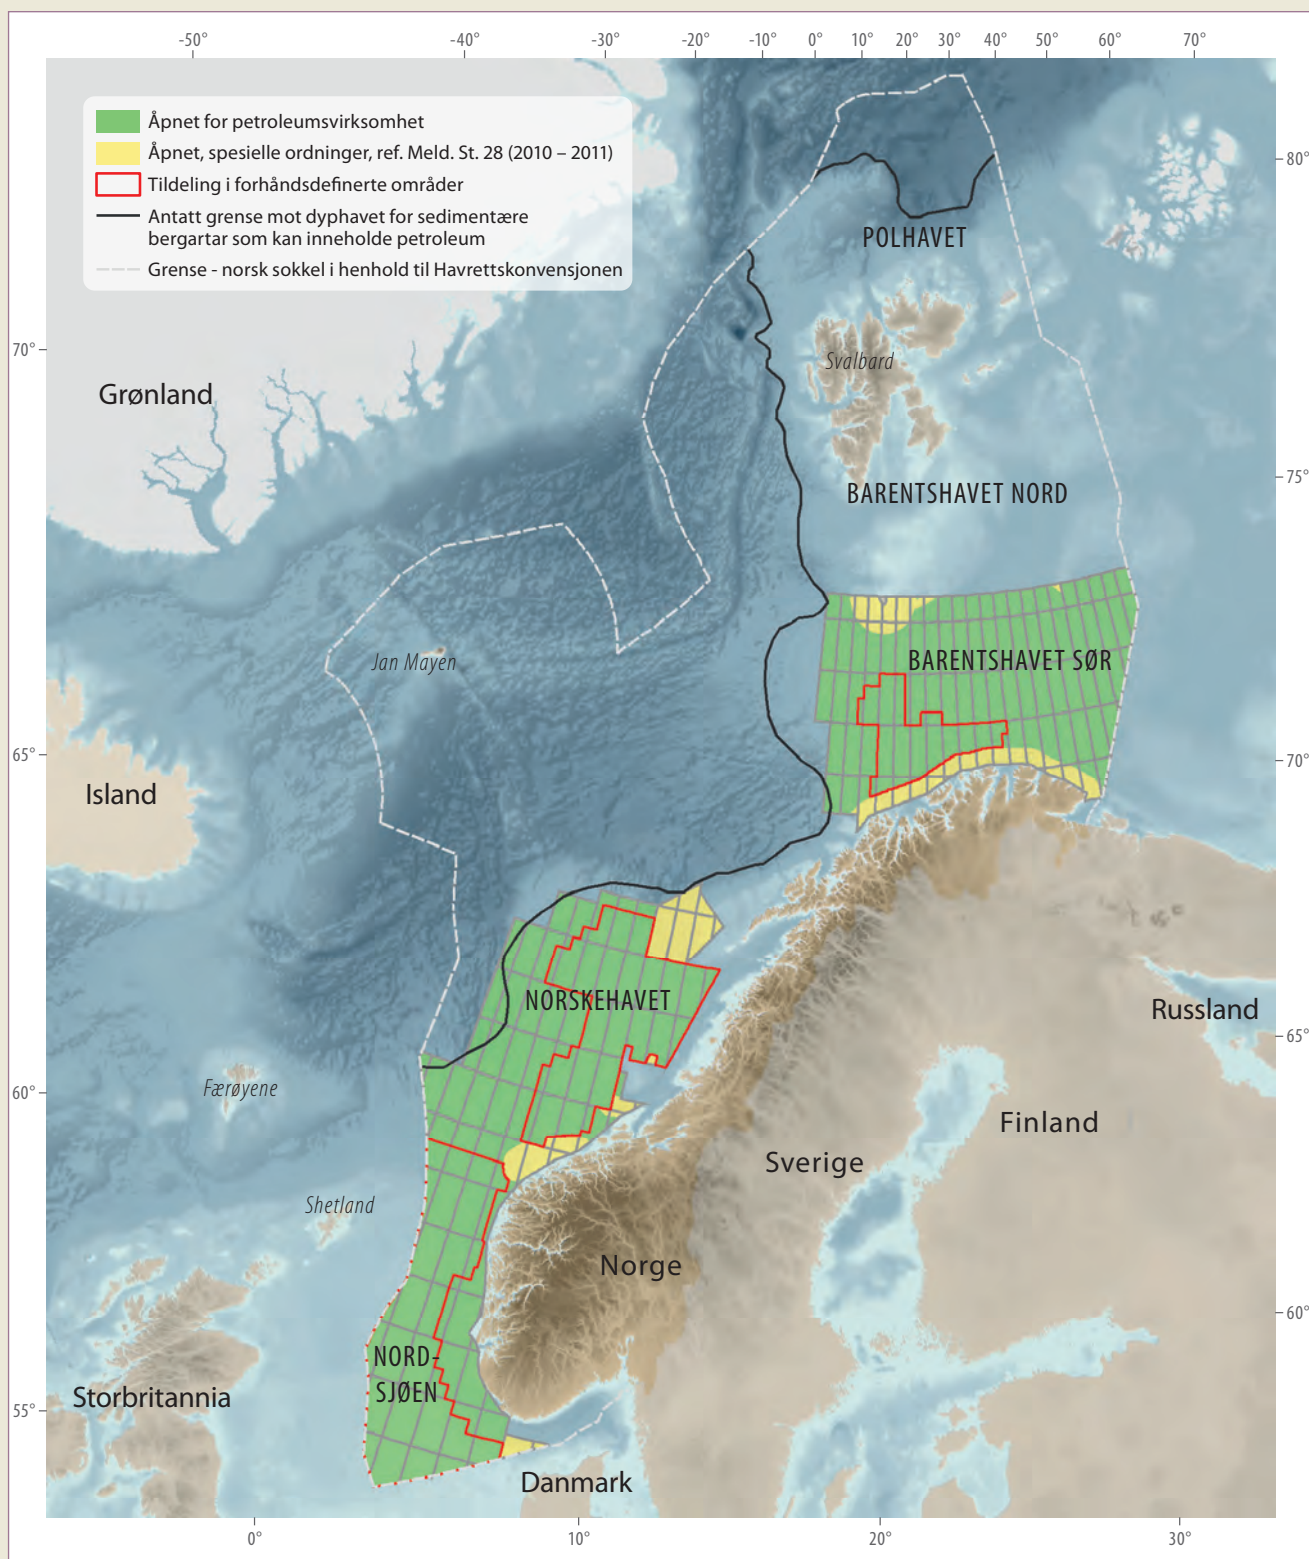 -50°
-40°
-30°
-20°
-10°
0°
10°
20°
30°
40°
50°
60°
70°
Åpnet for petroleumsvirksomhet
Åpnet, spesielle ordninger, ref. Meld. St. 28 (2010 – 2011)
Tildeling i forhåndsdefinerte områder
Antatt grense mot dyphavet for sedimentære
bergartar som kan inneholde petroleum
Grense - norsk sokkel i henhold til Havrettskonvensjonen
80°
POLHAVET
70°
Svalbard
Grønland
75°
BARENTSHAVET NORD
Jan Mayen
BARENTSHAVET SØR
65°
70°
Island
NORSKEHAVET
Russland
65°
Færøyene
60°
Finland
Sverige
Shetland
Norge
60°
NORD-
SJØEN
Storbritannia
55°
Danmark
0°
10°
20°
30°